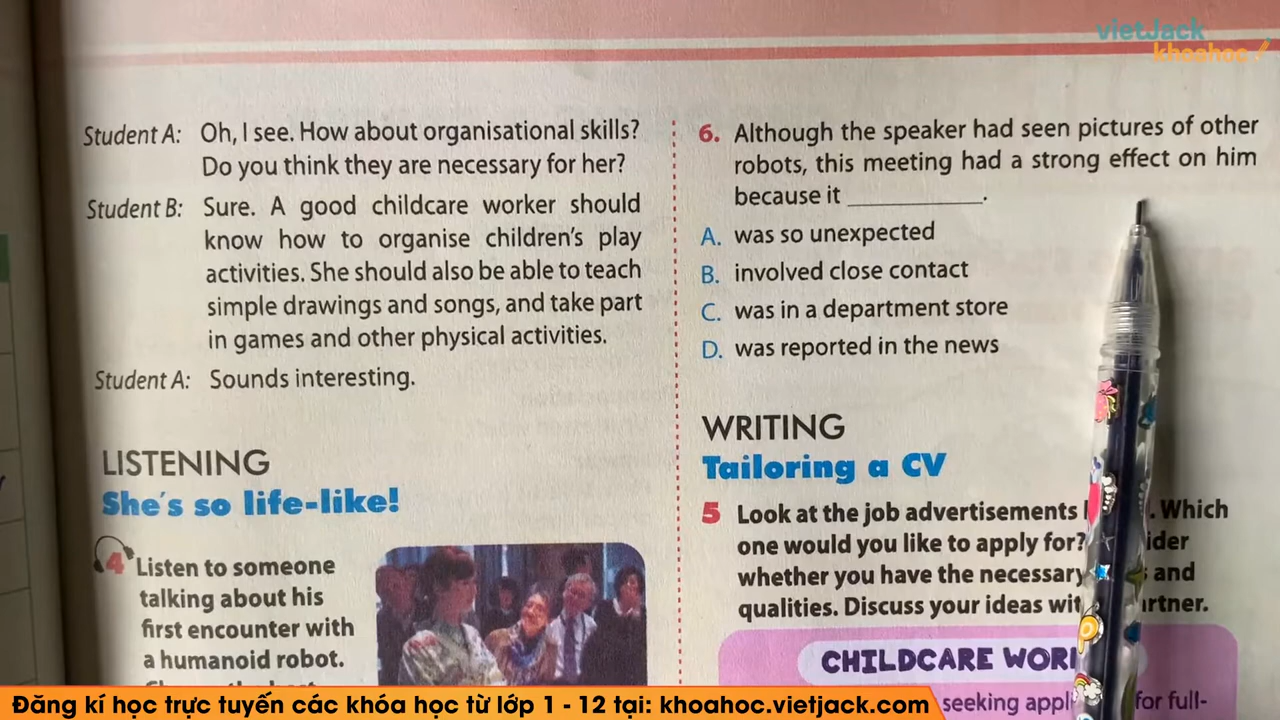 vietJack
khoahoc
Student A: Oh, I see. How about organisational skills?
Do you think they are necessary for her?
Student B: Sure. A good childcare worker should
know how to organise children's play
activities. She should also be able to teach
simple drawings and songs, and take part
in games and other physical activities.
Student A: Sounds interesting.
LISTENING
She's so life-like!
4 Listen to someone
talking about his
first encounter with
a humanoid robot.
6. Although the speaker had seen pictures of other
robots, this meeting had a strong effect on him
because it ____________.
A. was so unexpected
B. involved close contact
C. was in a department store
D. was reported in the news
WRITING
Tailoring a CV
5 Look at the job advertisements . Which
one would you like to apply for?
whether you have the necessary and
qualities. Discuss your ideas
CHILDCARE
seeking for full-
Đăng kí học trực tuyến các khóa học từ lớp 1 - 12 tại: khoahoc.vietjack.com